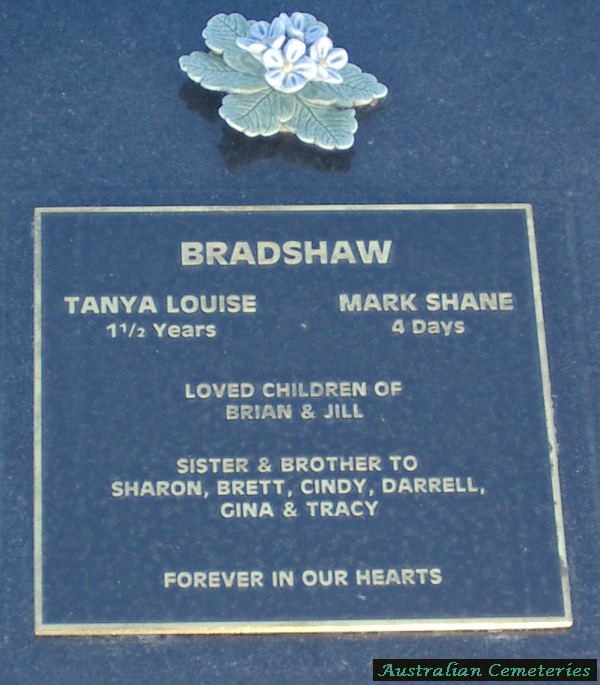 BRADSHAW
TANYA LOUISE MARK SHANE
1½ Years 4 Days
LOVED CHILDREN OF
BRIAN & JILL
SISTER & BROTHER TO
SHARON, BRETT, CINDY, DARRELL,
GINA & TRACY
FOREVER IN OUR HEARTS
Australian Cemeteries